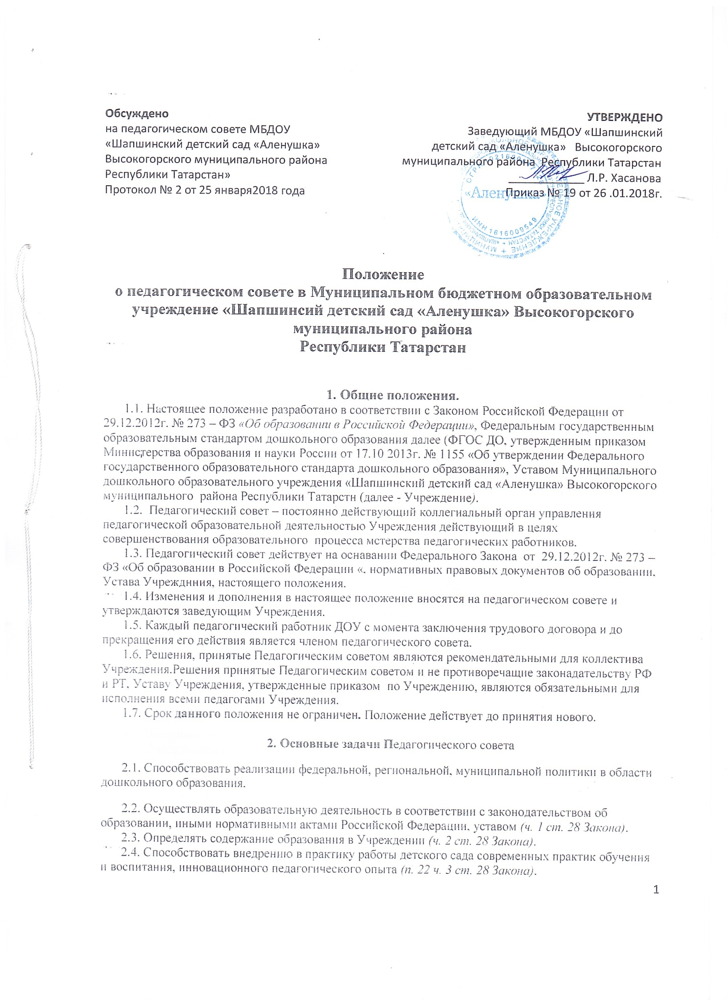 Обсуждено
на педагогическом совете МБДОУ
«Шапшинский детский сад «Аленушка»
Высокогорского муниципального района
Республики Татарстан»
Протокол № 2 от 25 января2018 года
УТВЕРЖДЕНО
Заведующий МБДОУ «Шапшинский
детский сад «Аленушка» Высокогорского
муниципального района Республики Татарстан
____________ Л.Р. Хасанова
Приказ № 19 от 26 .01.2018г.
«Аленушка»
ИНН 1616009549
Положение
о педагогическом совете в Муниципальном бюджетном образовательном
учреждение «Шапшинсий детский сад «Аленушка» Высокогорского
муниципального района
Республики Татарстан
1. Общие положения.
1.1. Настоящее положение разработано в соответствии с Законом Российской Федерации от
29.12.2012г. № 273 – ФЗ «Об образовании в Российской Федерации», Федеральным государственным
образовательным стандартом дошкольного образования далее (ФГОС ДО, утвержденным приказом
Министерства образования и науки России от 17.10 2013г. № 1155 «Об утверждении Федерального
государственного образовательного стандарта дошкольного образования», Уставом Муниципального
дошкольного образовательного учреждения «Шапшинский детский сад «Аленушка» Высокогорского
муниципального района Республики Татарстн (далее - Учреждение).
1.2. Педагогический совет – постоянно действующий коллегиальный орган управления
педагогической образовательной деятельностью Учреждения действующий в целях
совершенствования образовательного процесса мстерства педагогических работников.
1.3. Педагогический совет действует на оснавании Федерального Закона от 29.12.2012г. № 273 –
ФЗ «Об образовании в Российской Федерации «, нормативных правовых документов об образовании,
Устава Учрежднния, настоящего положения.
1.4. Изменения и дополнения в настоящее положение вносятся на педагогическом совете и
утверждаются заведующим Учреждения.
1.5. Каждый педагогический работник ДОУ с момента заключения трудового договора и до
прекращения его действия является членом педагогического совета.
1.6. Решения, принятые Педагогическим советом являются рекомендательными для коллектива
Учреждения.Решения принятые Педагогическим советом и не противоречащие законадательству РФ
и РТ, Уставу Учреждения, утвержденные приказом по Учреждению, являются обязательными для
исполнения всеми педагогами Учреждения.
1.7. Срок данного положения не ограничен. Положение действует до принятия нового.
2. Основные задачи Педагогического совета
2.1. Способствовать реализации федеральной, региональной, муниципальной политики в области
дошкольного образования.
2.2. Осуществлять образовательную деятельность в соответствии с законодательством об
образовании, иными нормативными актами Российской Федерации, уставом (ч. 1 ст. 28 Закона).
2.3. Определять содержание образования в Учреждении (ч. 2 ст. 28 Закона).
2.4. Способствовать внедрению в практику работы детского сада современных практик обучения
и воспитания, инновационного педагогического опыта (п. 22 ч. 3 ст. 28 Закона).
1